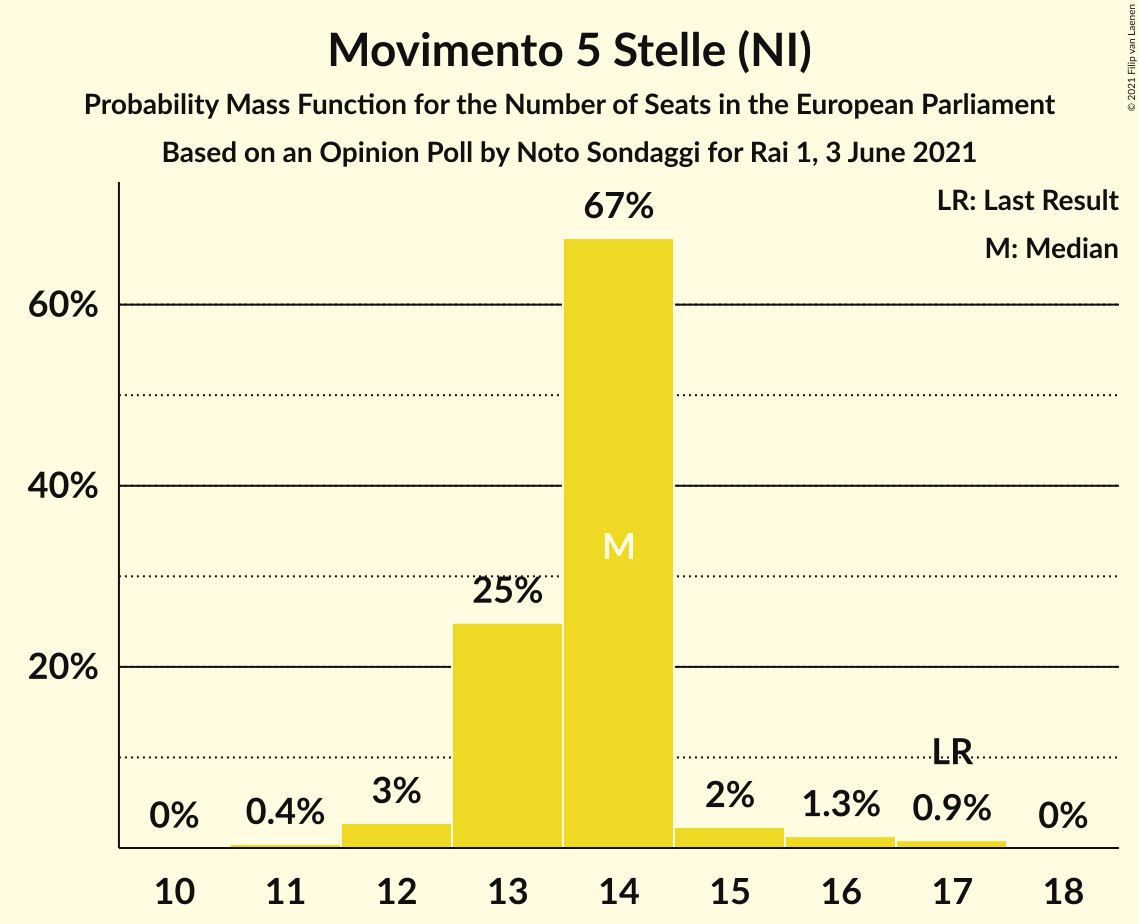 Movimento 5 Stelle (NI)
Probability Mass Function for the Number of Seats in the European Parliament
Based on an Opinion Poll by Noto Sondaggi for Rai 1, 3 June 2021
© 2021 Filip van Laenen
LR: Last Result
M: Median
67%
60%
40%
M
25%
20%
LR
0%
0.4%
3%
2%
1.3%
0.9%
0%
10 11 12 13 14 15 16 17 18